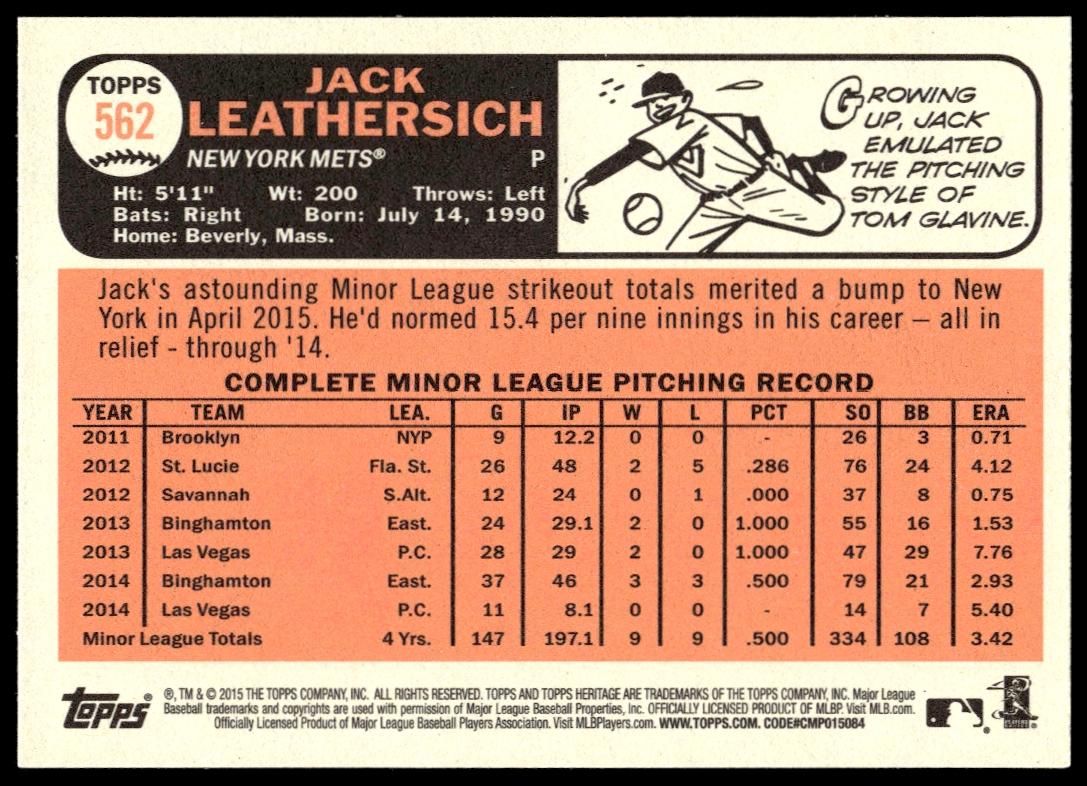 TOPPS
562
JACK
LEATHERSICH
NEW YORK METS® P
Ht: 5'11" Wt: 200 Throws: Left
Bats: Right Born: July 14, 1990
Home: Beverly, Mass.
GROWING
UP, JACK
EMULATED
THE PITCHING
STYLE OF
TOM GLAVINE.
Jack's astounding Minor League strikeout totals merited a bump to New
York in April 2015. He'd normed 15.4 per nine innings in his career – all in
relief - through '14.
COMPLETE MINOR LEAGUE PITCHING RECORD
YEAR TEAM LEA. G IP W L PCT SO BB ERA
2011 Brooklyn NYP 9 12.2 0 0 - 26 3 0.71
2012 St. Lucie Fla. St. 26 48 2 5 .286 76 24 4.12
2012 Savannah S.Alt. 12 24 0 1 .000 37 8 0.75
2013 Binghamton East. 24 29.1 2 0 1.000 55 16 1.53
2013 Las Vegas P.C. 28 29 2 0 1.000 47 29 7.76
2014 Binghamton East. 37 46 3 3 .500 79 21 2.93
2014 Las Vegas P.C. 11 8.1 0 0 - 14 7 5.40
Minor League Totals 4 Yrs. 147 197.1 9 9 .500 334 108 3.42
topps®
®, TM & © 2015 THE TOPPS COMPANY, INC. ALL RIGHTS RESERVED. TOPPS AND TOPPS HERITAGE ARE TRADEMARKS OF THE TOPPS COMPANY, INC. Major League
Baseball trademarks and copyrights are used with permission of Major League Baseball Properties, Inc. OFFICIALLY LICENSED PRODUCT OF MLBP. Visit MLB.com.
Officially Licensed Product of Major League Baseball Players Association. Visit MLBPlayers.com. WWW.TOPPS.COM. CODE#CMP015084